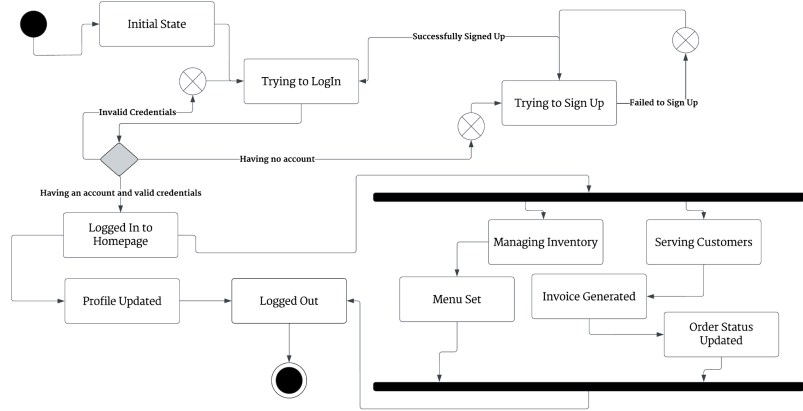 Initial State
Successfully Signed Up
Trying to LogIn
Trying to Sign Up
Failed to Sign Up
Invalid Credentials
Having no account
Having an account and valid credentials
Logged In to
Homepage
Managing Inventory
Serving Customers
Profile Updated
Logged Out
Menu Set
Invoice Generated
Order Status
Updated